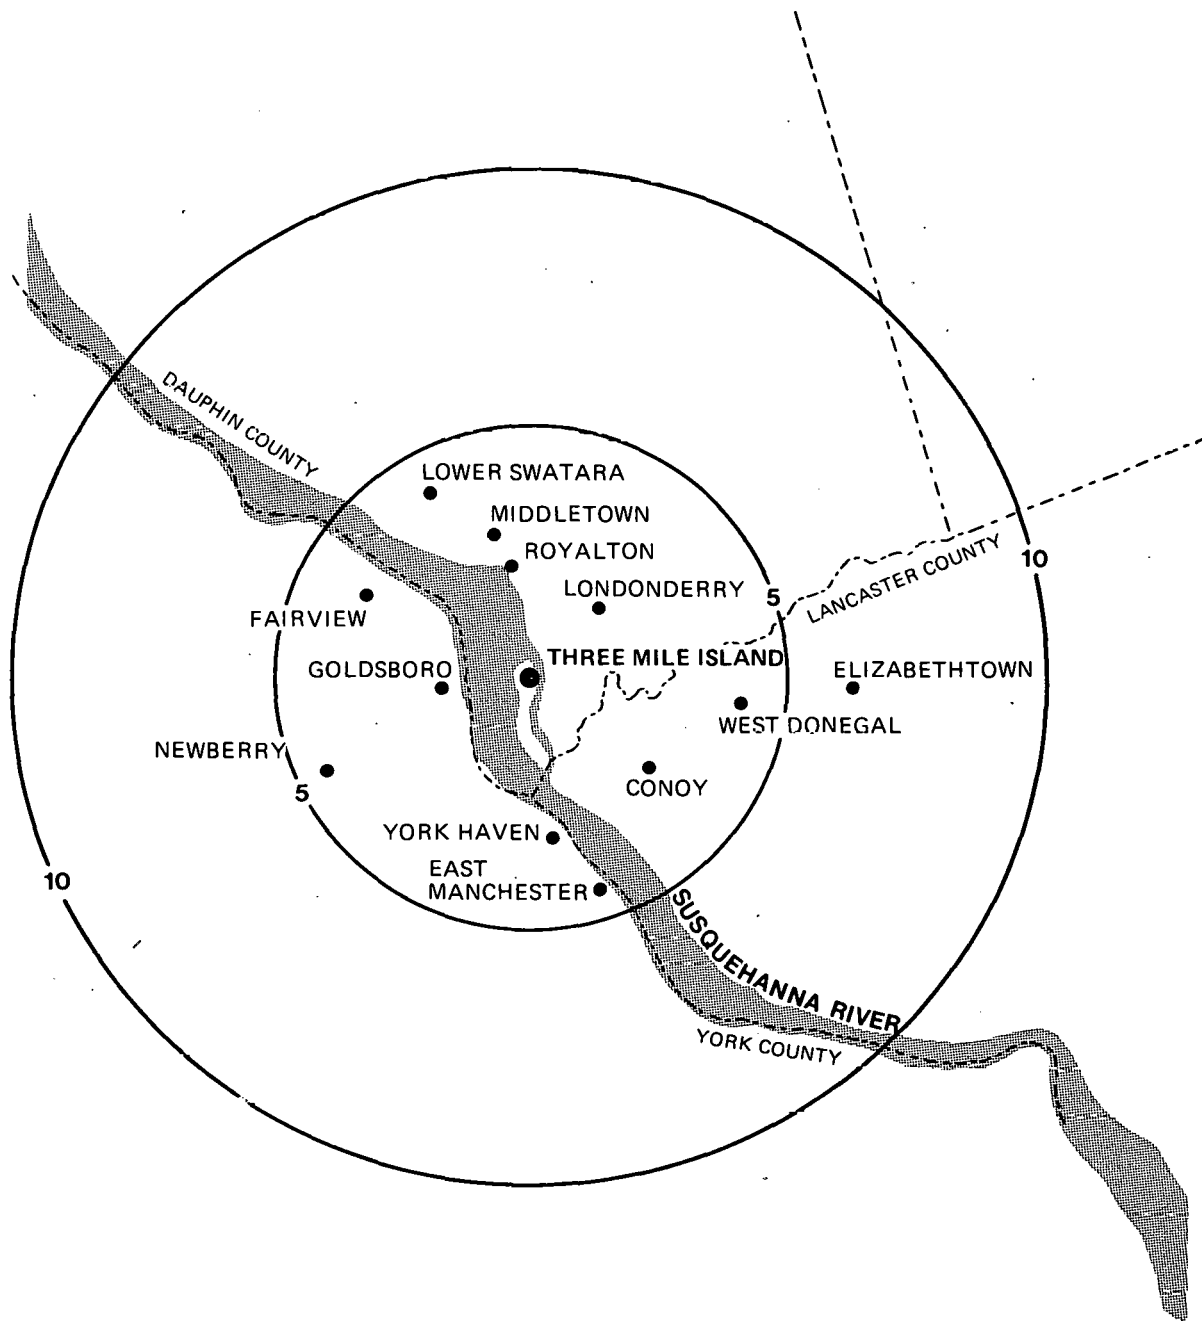 DAUPHIN COUNTY
LOWER SWATARA
MIDDLETOWN
ROYALTON
LONDONDERRY
5
10
LANCASTER COUNTY
FAIRVIEW
THREE MILE ISLAND
GOLDSBORO
ELIZABETHTOWN
WEST DONEGAL
NEWBERRY
5
CONOY
YORK HAVEN
EAST
MANCHESTER
10
SUSQUEHANNA RIVER
YORK COUNTY